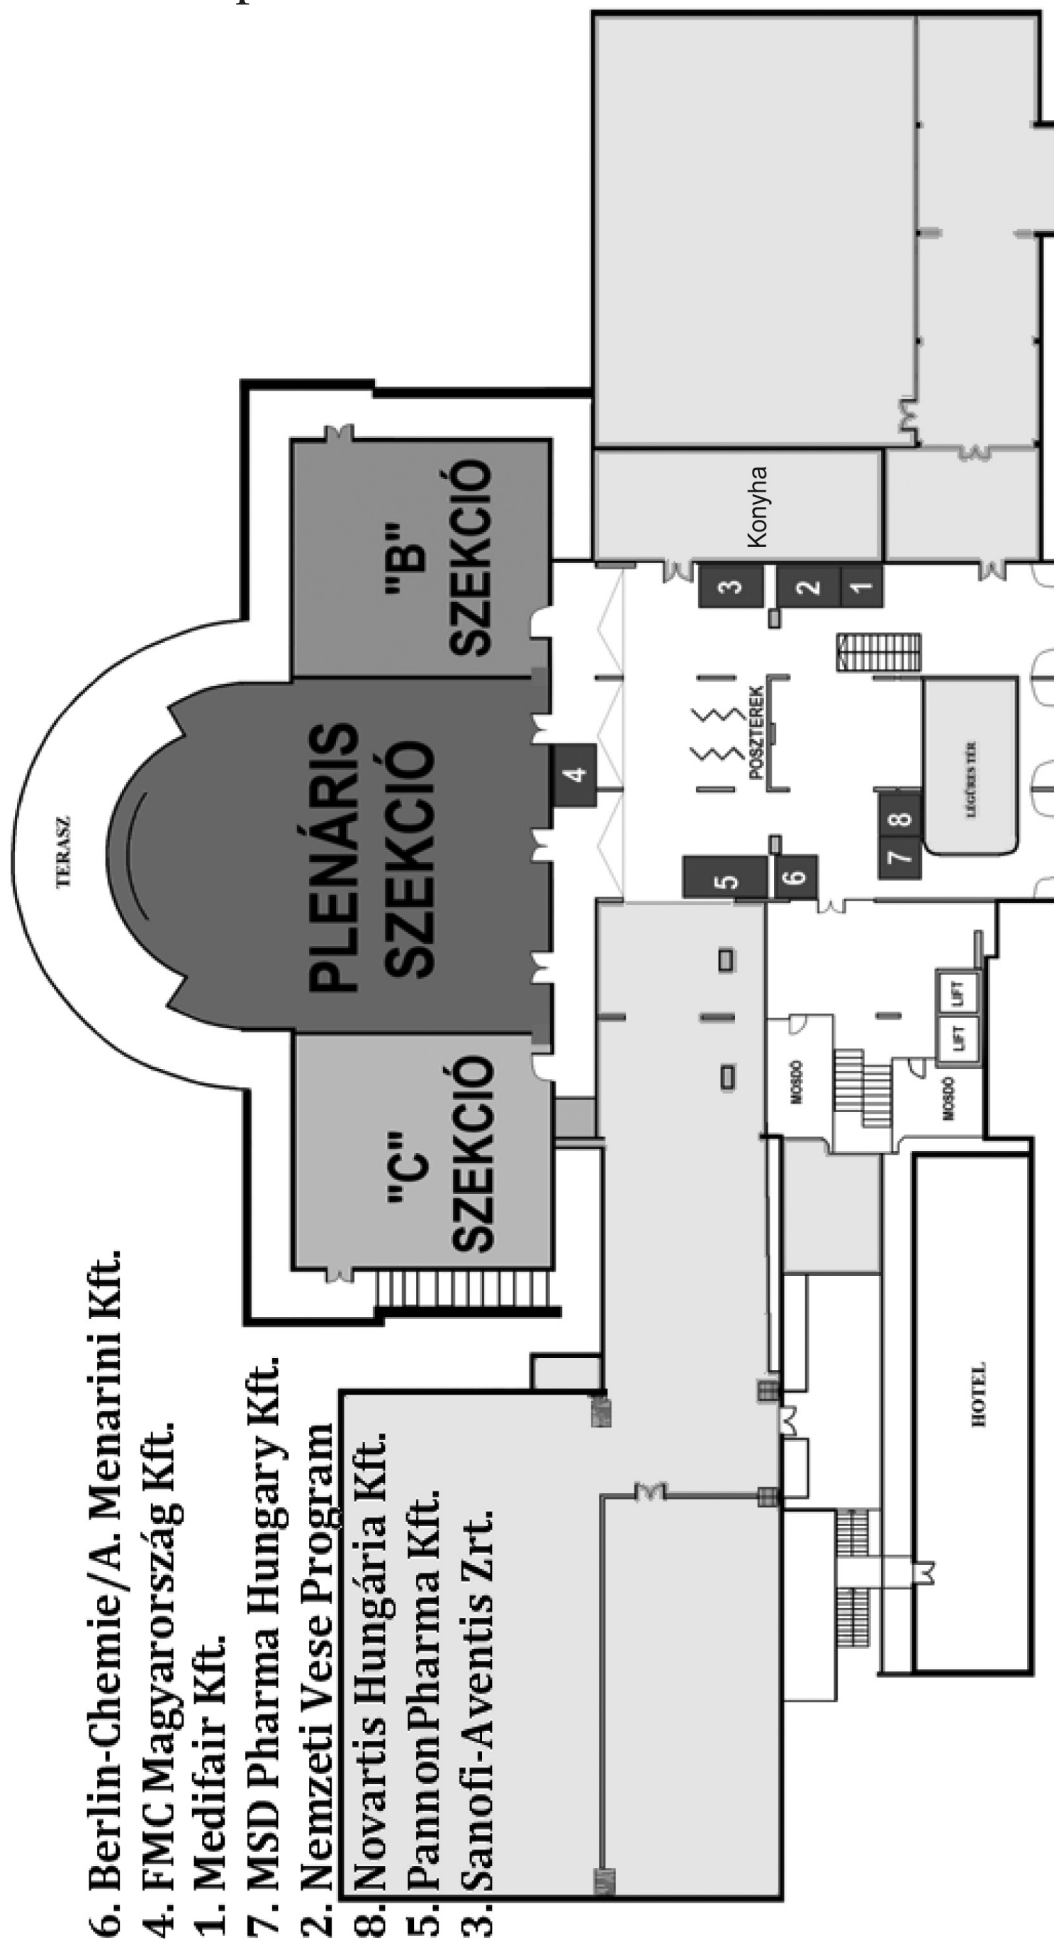 6. Berlin-Chemie/A. Menarini Kft.
4. FMC Magyarország Kft.
1. Medifair Kft.
7. MSD Pharma Hungary Kft.
2. Nemzeti Vese Program
8. Novartis Hungária Kft.
5. PannonPharma Kft.
3. Sanofi-Aventis Zrt.
TERASZ
"C"
SZEKCIÓ
PLENÁRIS
SZEKCIÓ
"B"
SZEKCIÓ
4
5
6
7
8
3
2
1
POSZTEREK
LÉGÜRES TÉR
Konyha
MOSDÓ
MOSDÓ
LIFT
LIFT
HOTEL